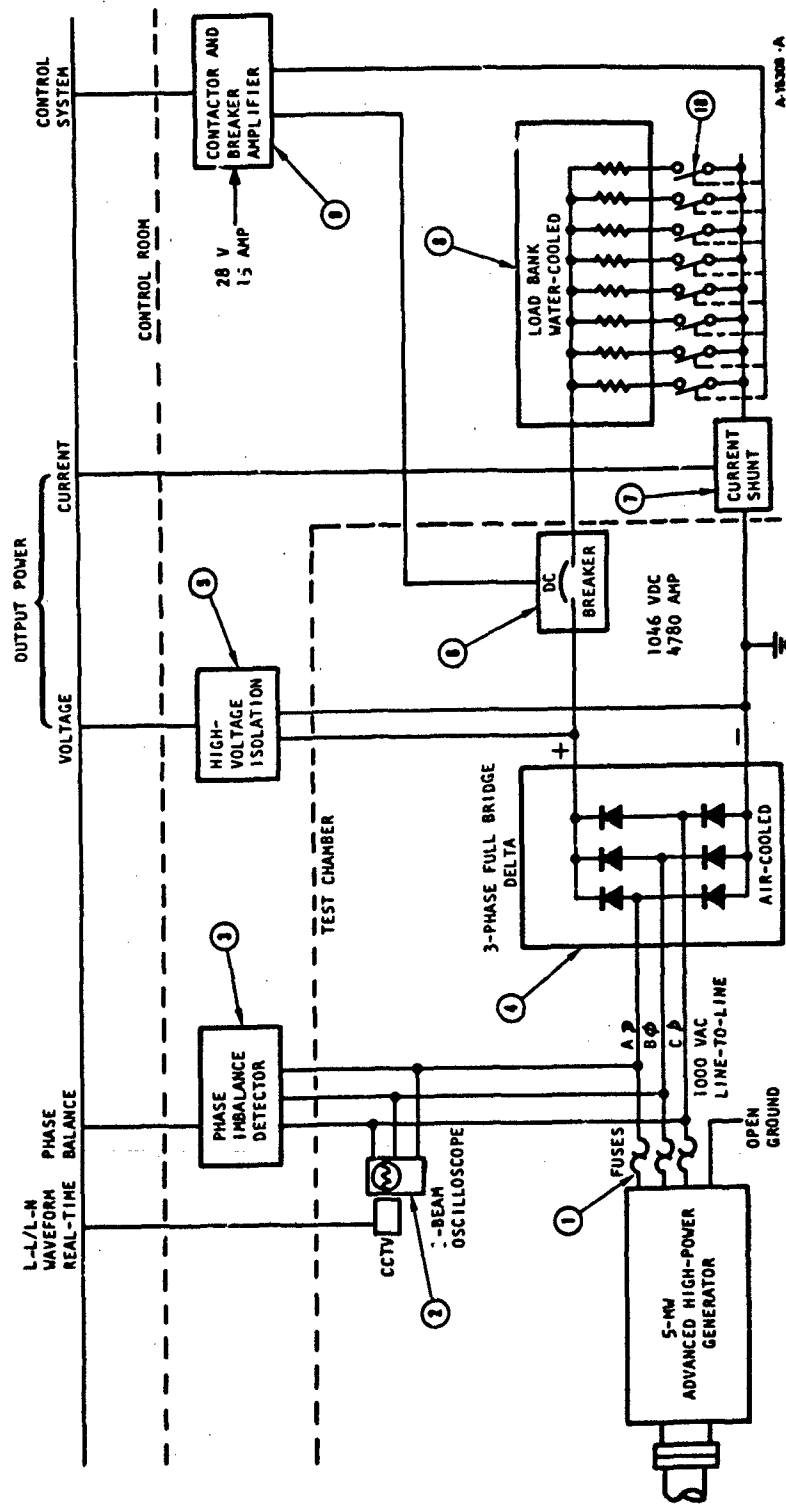 L-L/L-N
WAVEFORM
REAL-TIME
PHASE
BALANCE
OUTPUT POWER
VOLTAGE
CURRENT
CONTROL
SYSTEM
CONTROL ROOM
PHASE
IMBALANCE
DETECTOR
3
HIGH-
VOLTAGE
ISOLATION
5
28 V
15 AMP
CONTACTOR AND
BREAKER
AMPLIFIER
9
TEST CHAMBER
CCTV
-BEAM
OSCILLOSCOPE
2
3-PHASE FULL BRIDGE
DELTA
4
AIR-COOLED
+
-
DC
BREAKER
6
1046 VDC
4780 AMP
LOAD BANK
WATER-COOLED
8
7
CURRENT
SHUNT
10
1
FUSES
Aφ
Bφ
Cφ
1000 VAC
LINE-TO-LINE
5-MW
ADVANCED HIGH-POWER
GENERATOR
OPEN
GROUND